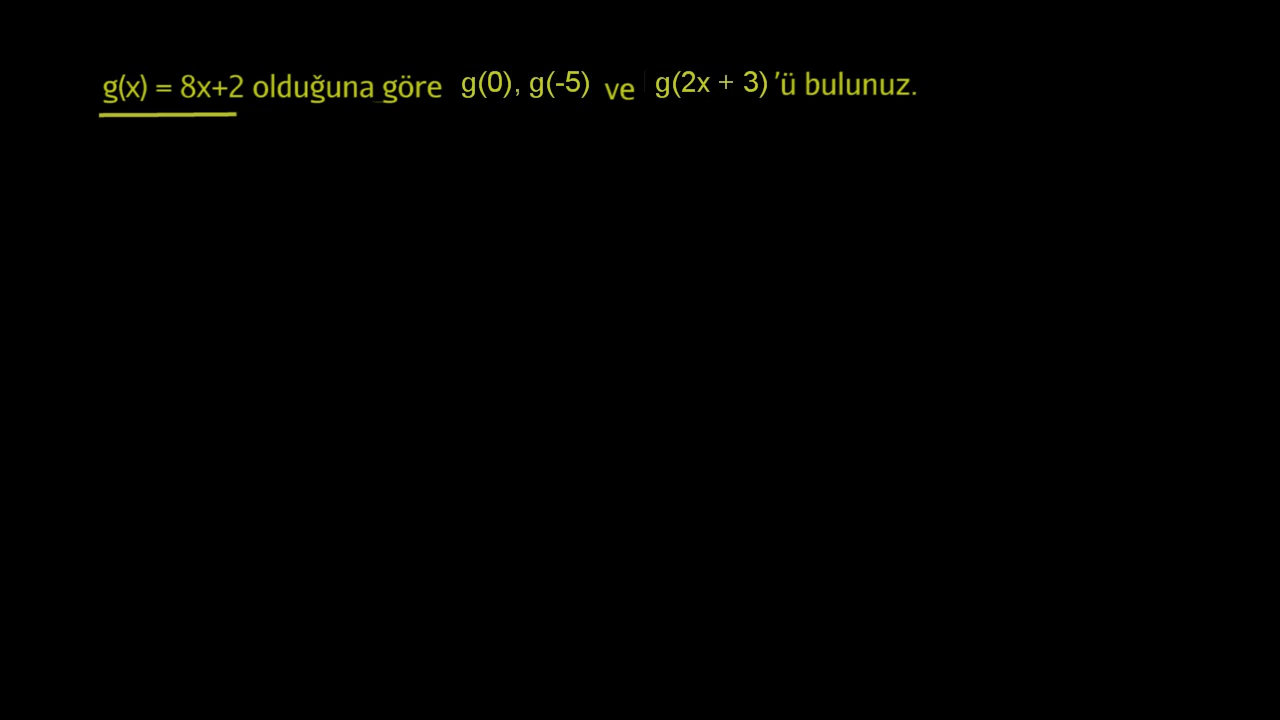 g(x) = 8x+2 olduğuna göre g(0), g(-5) ve g(2x + 3) 'ü bulunuz.